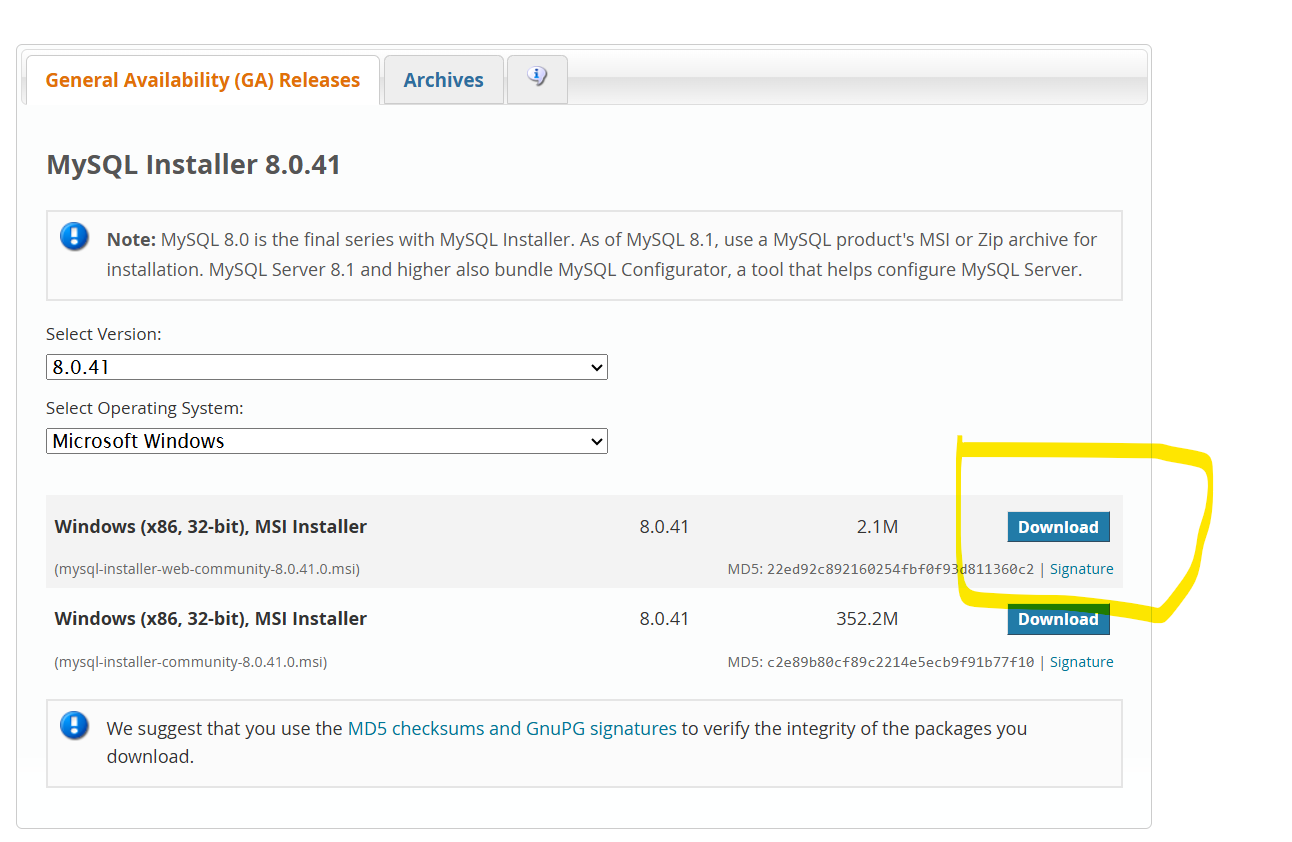 General Availability (GA) Releases
Archives
MySQL Installer 8.0.41
Note: MySQL 8.0 is the final series with MySQL Installer. As of MySQL 8.1, use a MySQL product's MSI or Zip archive for
installation. MySQL Server 8.1 and higher also bundle MySQL Configurator, a tool that helps configure MySQL Server.
Select Version:
8.0.41
Select Operating System:
Microsoft Windows
Windows (x86, 32-bit), MSI Installer 8.0.41 2.1M Download
(mysql-installer-web-community-8.0.41.0.msi) MD5: 22ed92c892160254fbf0f93d811360c2 | Signature
Windows (x86, 32-bit), MSI Installer 8.0.41 352.2M Download
(mysql-installer-community-8.0.41.0.msi) MD5: c2e89b80cf89c2214e5ecb9f91b77f10 | Signature
We suggest that you use the MD5 checksums and GnuPG signatures to verify the integrity of the packages you
download.